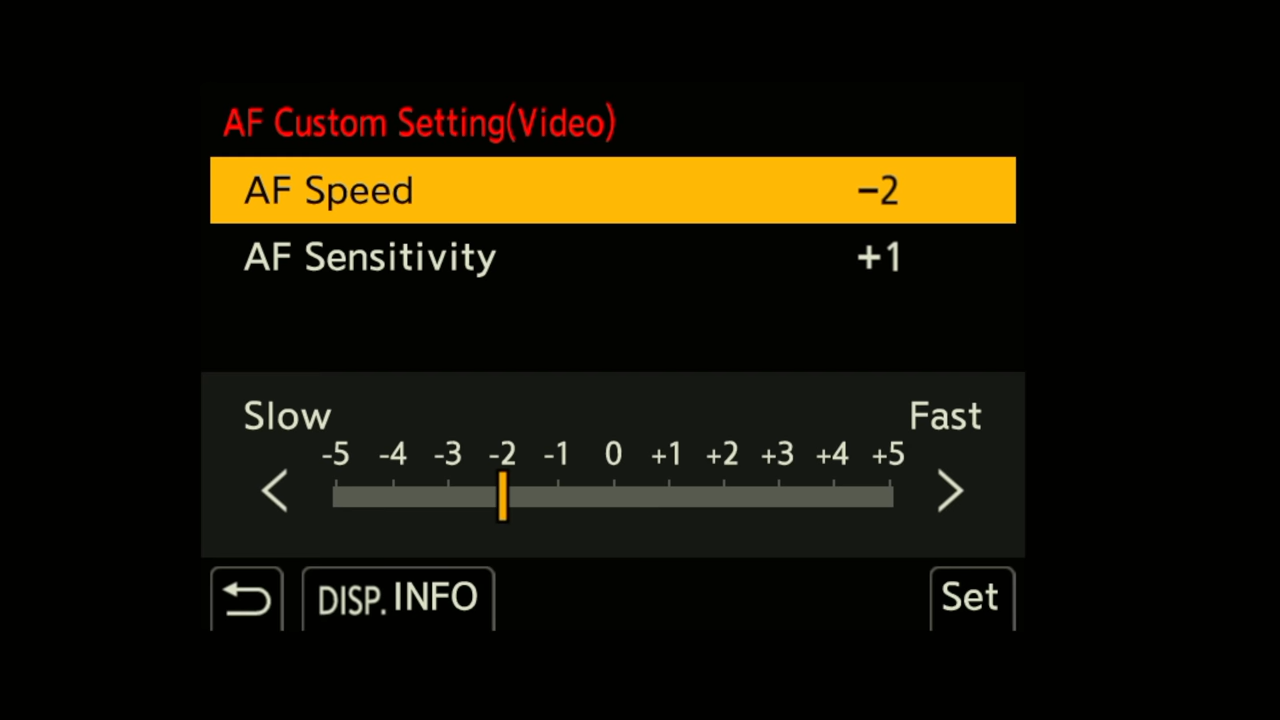 AF Custom Setting(Video)
AF Speed -2
AF Sensitivity +1
Slow Fast
-5 -4 -3 -2 -1 0 +1 +2 +3 +4 +5
DISP. INFO Set